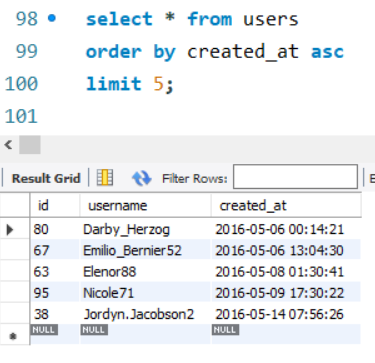 98 select * from users
99 order by created_at asc
100 limit 5;
101
Result Grid Filter Rows:
id username created_at
80 Darby_Herzog 2016-05-06 00:14:21
67 Emilio_Bernier52 2016-05-06 13:04:30
63 Elenor88 2016-05-08 01:30:41
95 Nicole71 2016-05-09 17:30:22
38 Jordyn.Jacobson2 2016-05-14 07:56:26
NULL NULL NULL